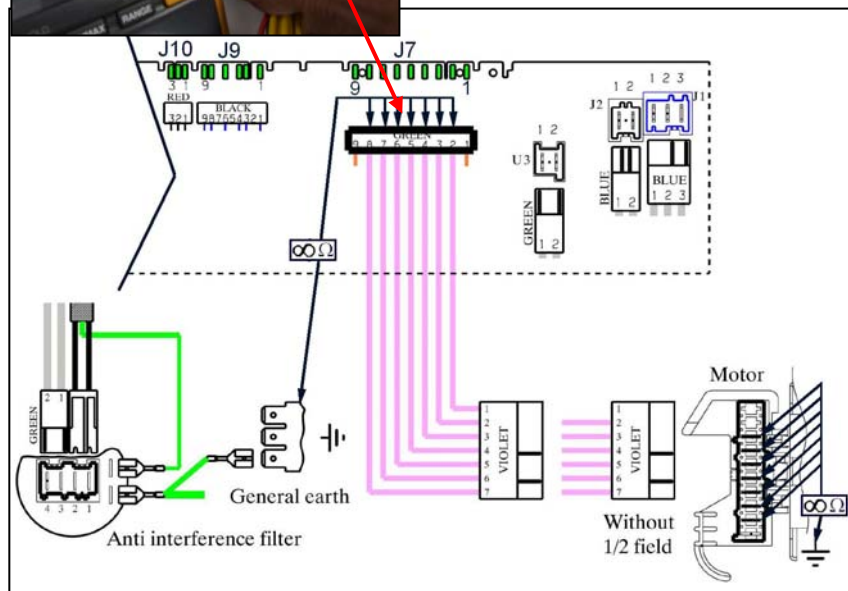 MAX
RANGE
J10
J9
J7
3 1
9 1
9
1
RED
BLACK
321
987654321
GREEN
9 8 7 6 5 4 3 2 1
1 2
U3
GREEN
1 2
1 2
J2
BLUE
1 2
1 2 3
J1
BLUE
1 2 3
∞ Ω
2 1
GREEN
4 3 2 1
Anti interference filter
General earth
1
2
3
4
5
6
7
VIOLET
1
2
3
4
5
6
7
VIOLET
Without
1/2 field
Motor
∞ Ω